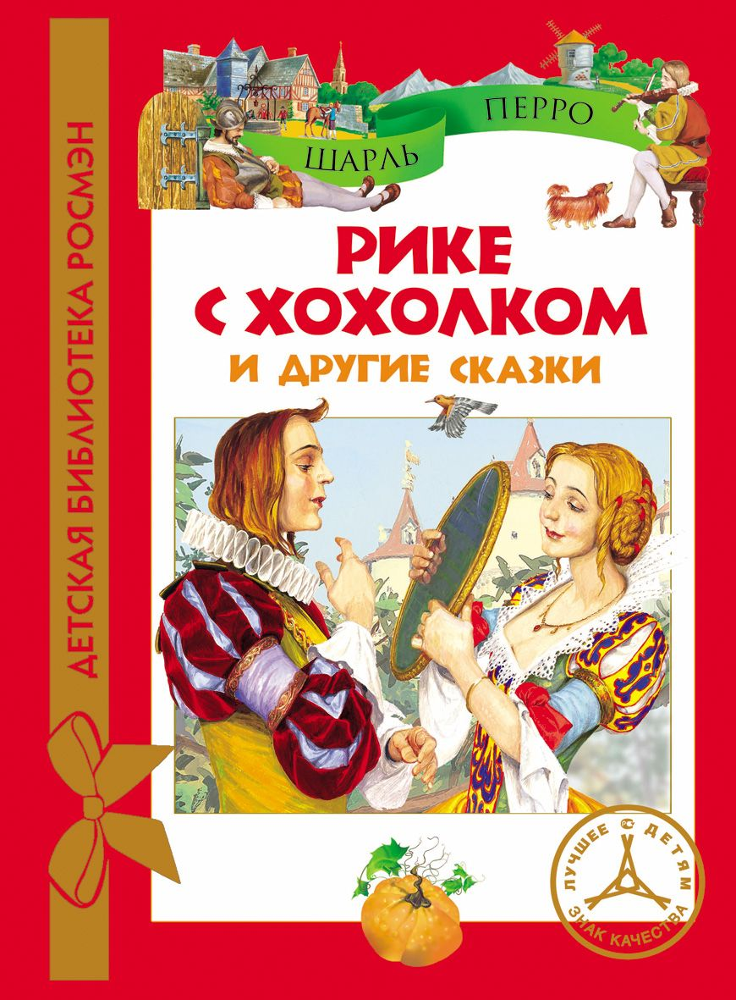 ШАРЛЬ ПЕРРО
РИКЕ
С ХОХОЛКОМ
И ДРУГИЕ СКАЗКИ
ДЕТСКАЯ БИБЛИОТЕКА РОСМЭН
ЛУЧШЕЕ ДЕТЯМ
ЗНАК КАЧЕСТВА